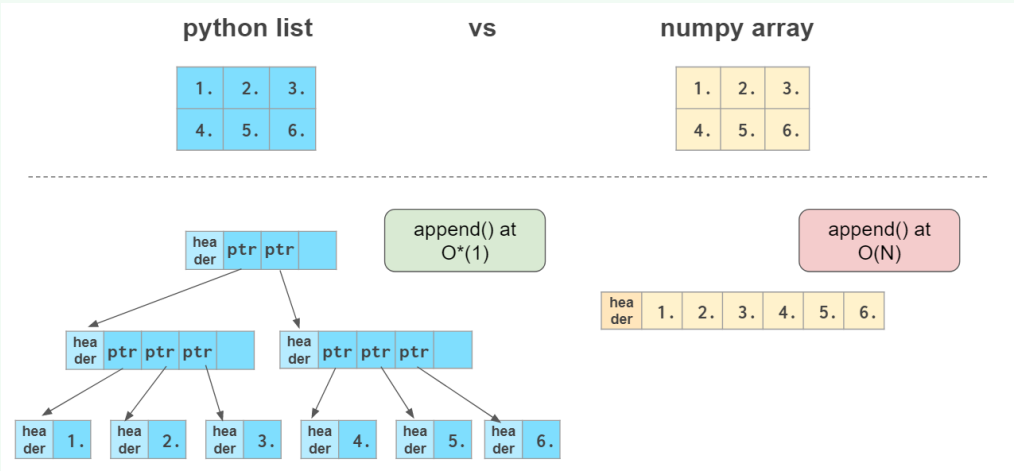 python list vs numpy array
1. 2. 3.
4. 5. 6.
1. 2. 3.
4. 5. 6.
append() at
O*(1)
append() at
O(N)
hea
der ptr ptr
hea
der ptr ptr ptr
hea
der ptr ptr ptr
hea
der 1.
hea
der 2.
hea
der 3.
hea
der 4.
hea
der 5.
hea
der 6.
hea
der 1. 2. 3. 4. 5. 6.